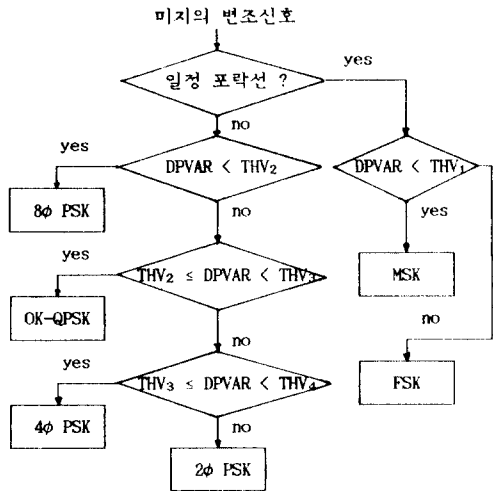 미지의 변조신호
일정 포락선 ?
yes
no
DPVAR < THV₂
DPVAR < THV₁
yes
8φ PSK
no
yes
MSK
THV₂ ≤ DPVAR < THV₃
yes
OK-QPSK
no
no
FSK
THV₃ ≤ DPVAR < THV₄
yes
4φ PSK
no
2φ PSK